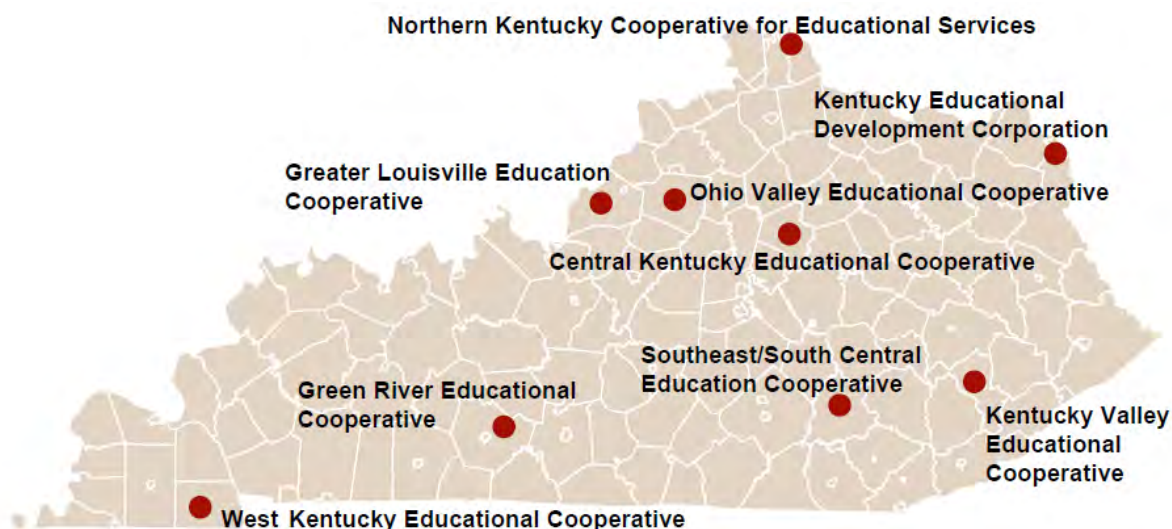 Northern Kentucky Cooperative for Educational Services
Kentucky Educational
Development Corporation
Greater Louisville Education
Cooperative
Ohio Valley Educational Cooperative
Central Kentucky Educational Cooperative
Southeast/South Central
Education Cooperative
Green River Educational
Cooperative
Kentucky Valley
Educational
Cooperative
West Kentucky Educational Cooperative